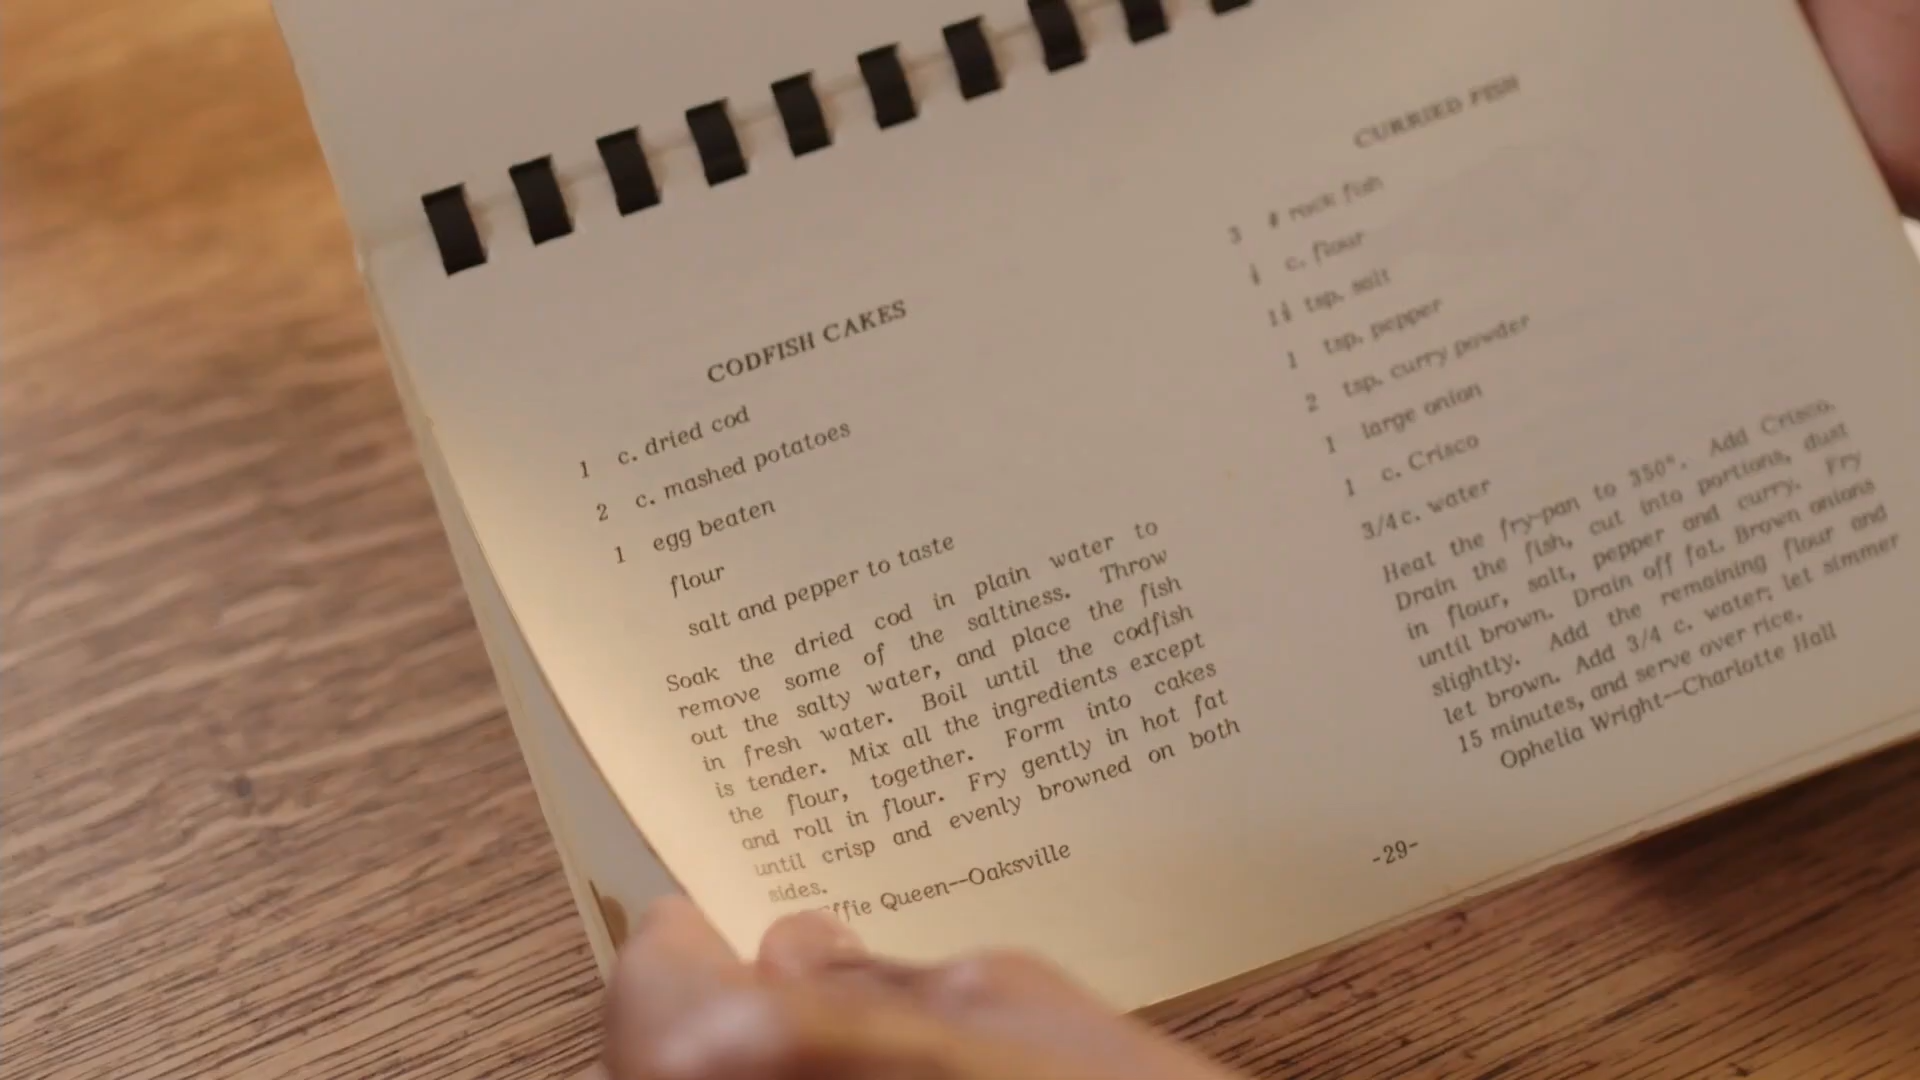 CODFISH CAKES
1 c. dried cod
2 c. mashed potatoes
1 egg beaten
flour
salt and pepper to taste
Soak the dried cod in plain water to
remove some of the saltiness. Throw
out the salty water, and place the fish
in fresh water. Boil until the codfish
is tender. Mix all the ingredients except
the flour, together. Form into cakes
and roll in flour. Fry gently in hot fat
until crisp and evenly browned on both
sides.
Queen--Oaksville
CURRIED FISH
3 # rock fish
c. flour
tsp. salt
1 tsp. pepper
2 tsp. curry powder
1 large onion
1 c. Crisco
3/4 c. water
Heat the fry-pan to 350°. Add Crisco.
Drain the fish, cut into portions, dust
in flour, salt, pepper and curry. Fry
until brown. Drain off fat. Brown onions
slightly. Add the remaining flour and
let brown. Add 3/4 c. water; let simmer
15 minutes, and serve over rice.
Ophelia Wright--Charlotte Hall
-29-